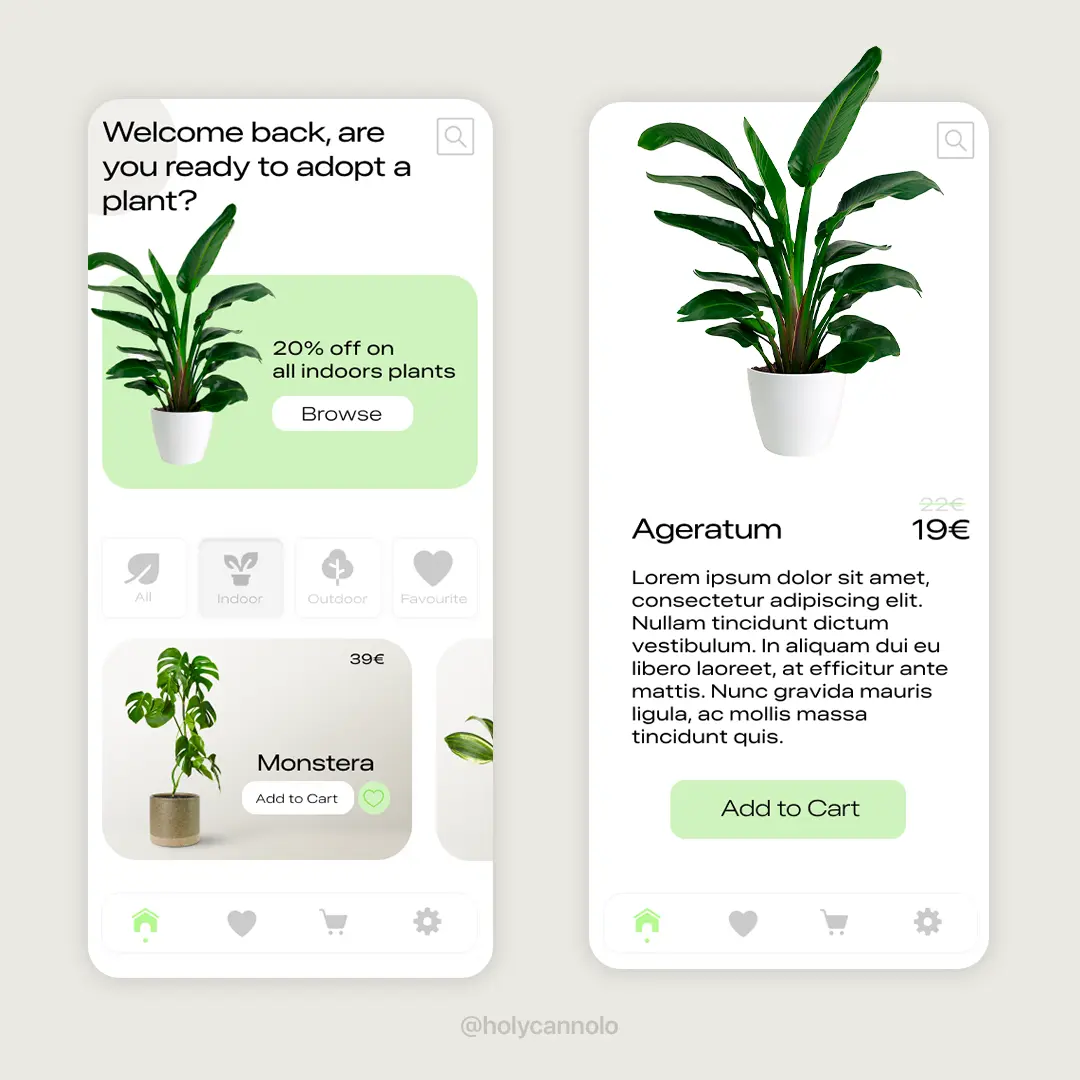 Welcome back, are
you ready to adopt a
plant?
20% off on
all indoors plants
Browse
All
Indoor
Outdoor
Favourite
39€
Monstera
Add to Cart
22€
Ageratum
19€
Lorem ipsum dolor sit amet,
consectetur adipiscing elit.
Nullam tincidunt dictum
vestibulum. In aliquam dui eu
libero laoreet, at efficitur ante
mattis. Nunc gravida mauris
ligula, ac mollis massa
tincidunt quis.
Add to Cart
@holycannolo